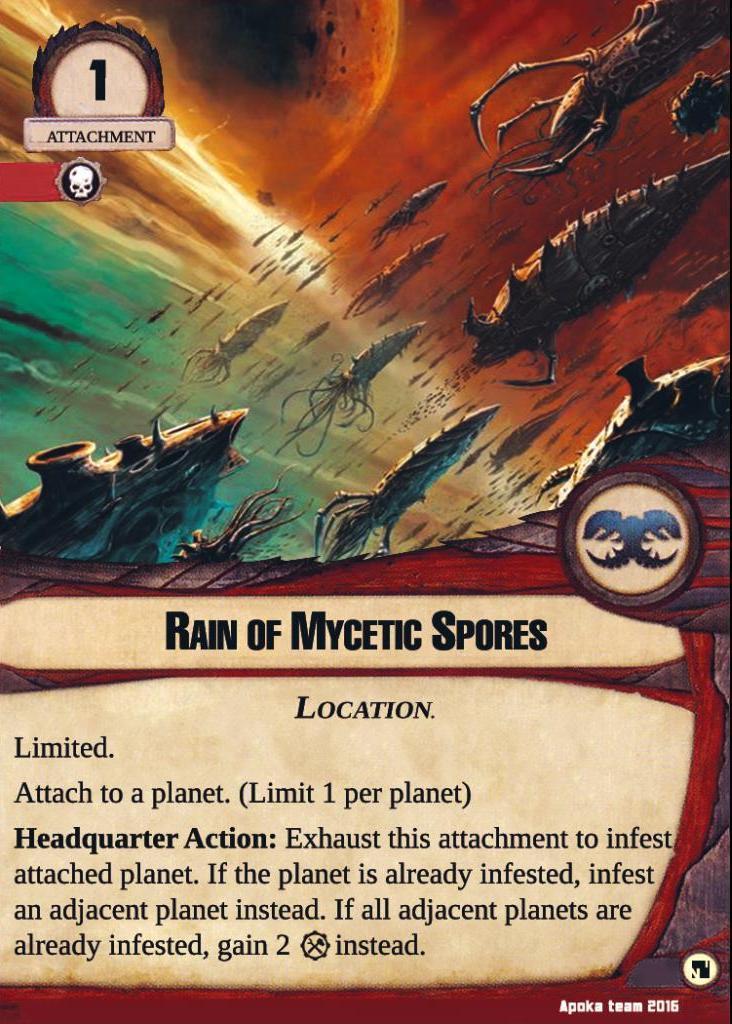 1
ATTACHMENT
RAIN OF MYCETIC SPORES
LOCATION.
Limited.
Attach to a planet. (Limit 1 per planet)
Headquarter Action: Exhaust this attachment to infest
attached planet. If the planet is already infested, infest
an adjacent planet instead. If all adjacent planets are
already infested, gain 2 instead.
Apoka team 2016